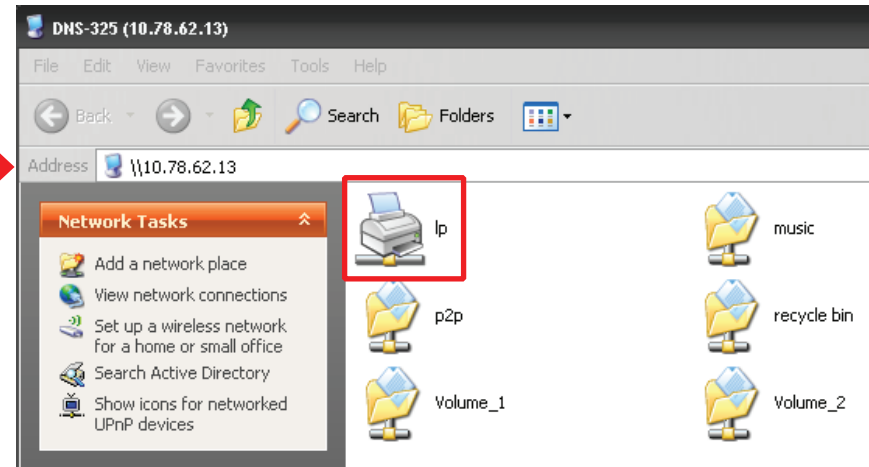 DNS-325 (10.78.62.13)
File Edit View Favorites Tools Help
Back Search Folders
Address \\10.78.62.13
Network Tasks
Add a network place
View network connections
Set up a wireless network
for a home or small office
Search Active Directory
Show icons for networked
UPnP devices
lp
music
p2p
recycle bin
Volume_1
Volume_2